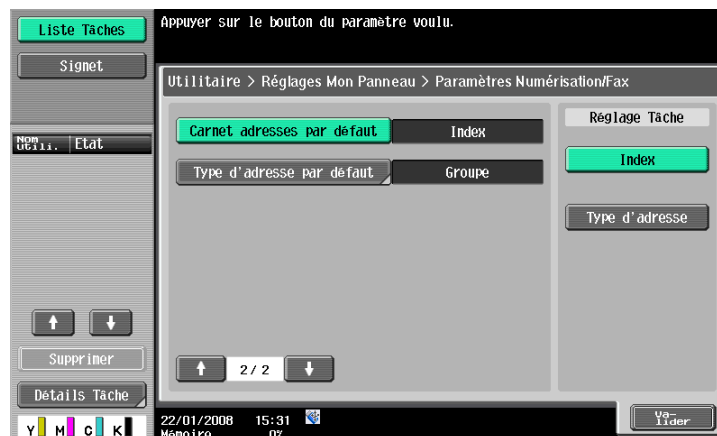 Liste Tâches
Signet
Nom Utili. Etat
Supprimer
Détails Tâche
Y M C K
Appuyer sur le bouton du paramètre voulu.
Utilitaire > Réglages Mon Panneau > Paramètres Numérisation/Fax
Carnet adresses par défaut Index
Type d'adresse par défaut Groupe
2/ 2
Réglage Tâche
Index
Type d'adresse
22/01/2008 15:31
Mémoire 0%
Va-
lider